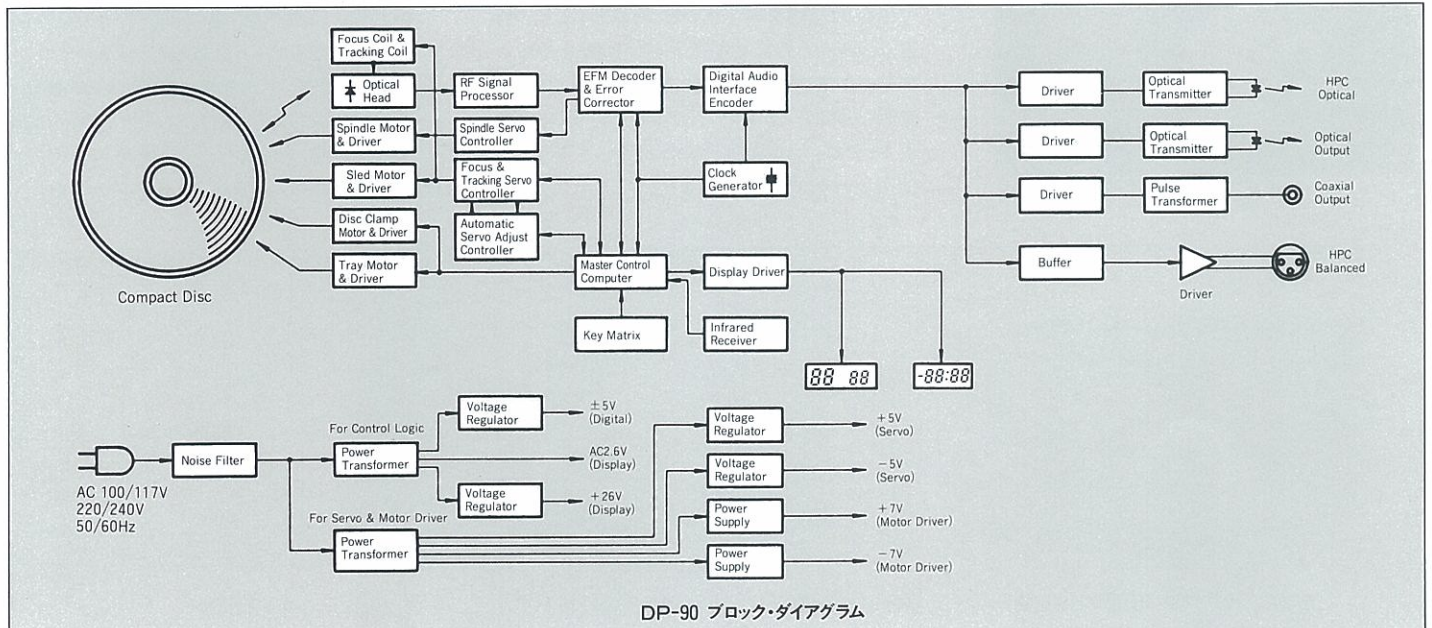 Focus Coil &
Tracking Coil
Optical
Head
RF Signal
Processor
EFM Decoder
& Error
Corrector
Digital Audio
Interface
Encoder
Driver
Optical
Transmitter
HPC
Optical
Spindle Motor
& Driver
Spindle Servo
Controller
Driver
Optical
Transmitter
Optical
Output
Sled Motor
& Driver
Focus &
Tracking Servo
Controller
Clock
Generator
Driver
Pulse
Transformer
Coaxial
Output
Disc Clamp
Motor & Driver
Automatic
Servo Adjust
Controller
Tray Motor
& Driver
Master Control
Computer
Display Driver
Buffer
Driver
HPC
Balanced
Compact Disc
Key Matrix
Infrared
Receiver
88 88
-88:88
For Control Logic
Voltage
Regulator
±5V
(Digital)
Voltage
Regulator
+5V
(Servo)
Noise Filter
Power
Transformer
AC2.6V
(Display)
Voltage
Regulator
-5V
(Servo)
AC 100/117V
220/240V
50/60Hz
Voltage
Regulator
+26V
(Display)
Power
Supply
+7V
(Motor Driver)
For Servo & Motor Driver
Power
Transformer
Power
Supply
-7V
(Motor Driver)
DP-90 ブロック・ダイアグラム